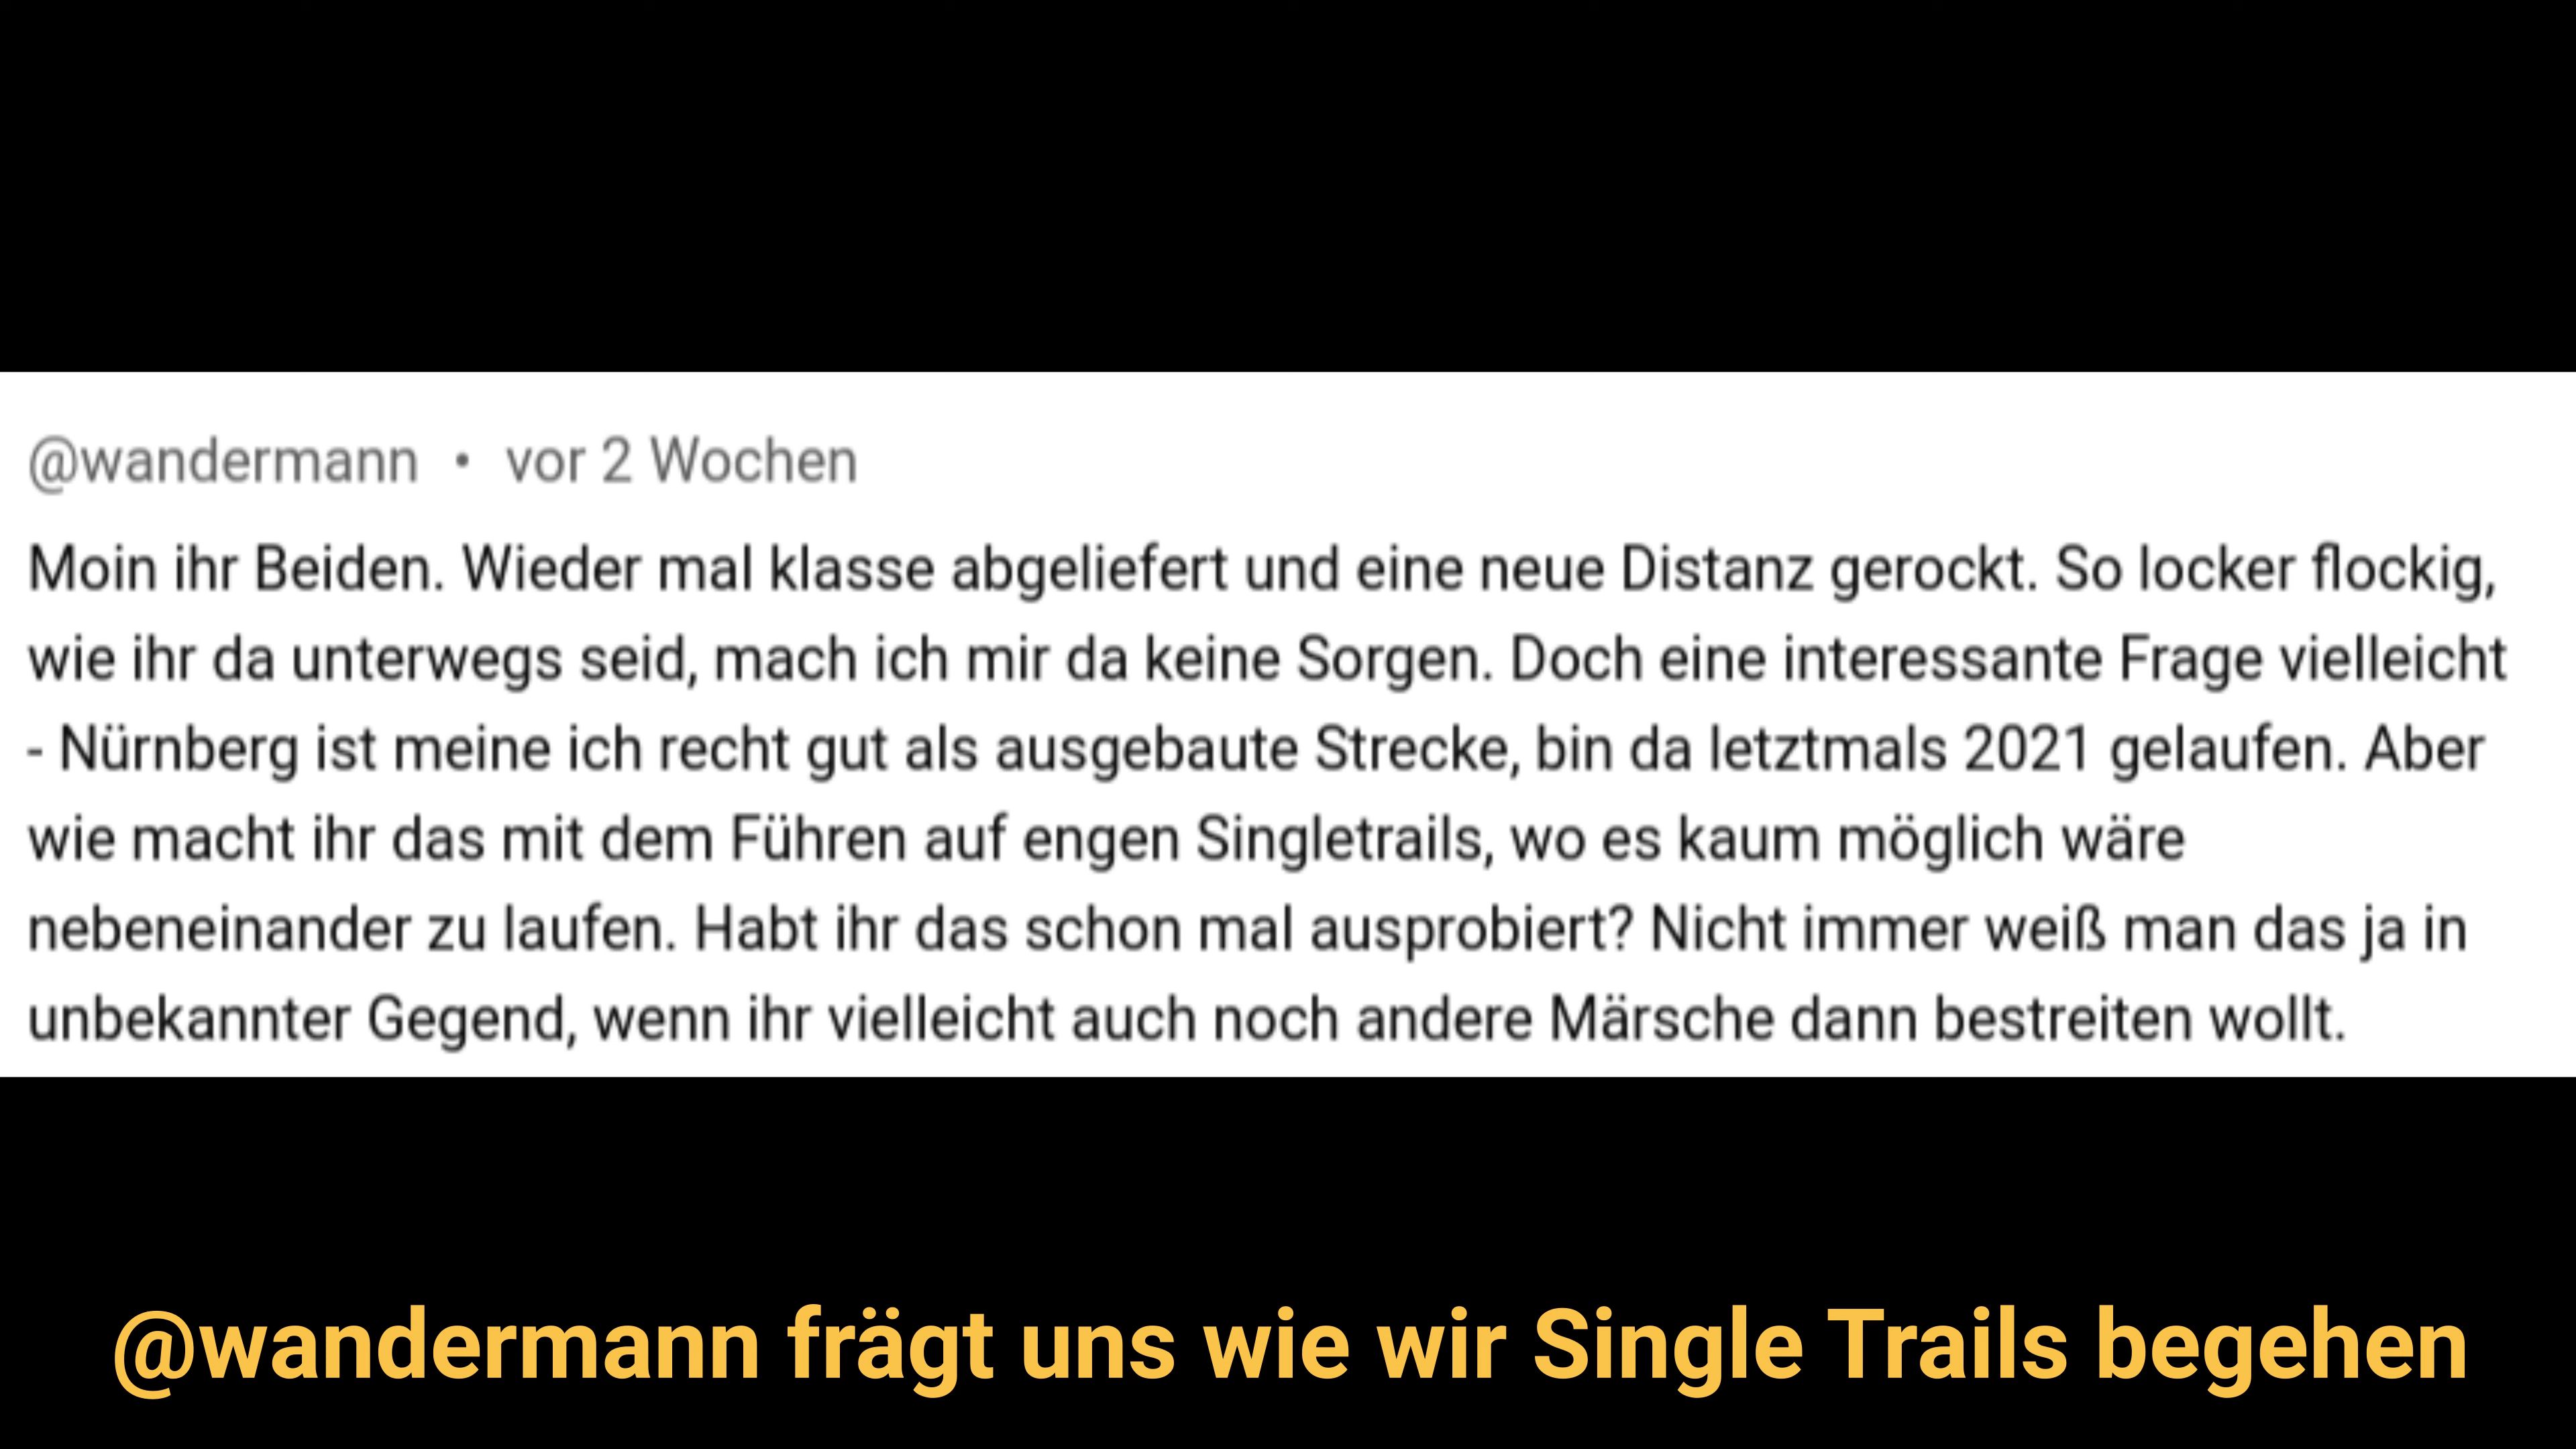 @wandermann • vor 2 Wochen
Moin ihr Beiden. Wieder mal klasse abgeliefert und eine neue Distanz gerockt. So locker flockig,
wie ihr da unterwegs seid, mach ich mir da keine Sorgen. Doch eine interessante Frage vielleicht
- Nürnberg ist meine ich recht gut als ausgebaute Strecke, bin da letztmals 2021 gelaufen. Aber
wie macht ihr das mit dem Führen auf engen Singletrails, wo es kaum möglich wäre
nebeneinander zu laufen. Habt ihr das schon mal ausprobiert? Nicht immer weiß man das ja in
unbekannter Gegend, wenn ihr vielleicht auch noch andere Märsche dann bestreiten wollt.
@wandermann frägt uns wie wir Single Trails begehen